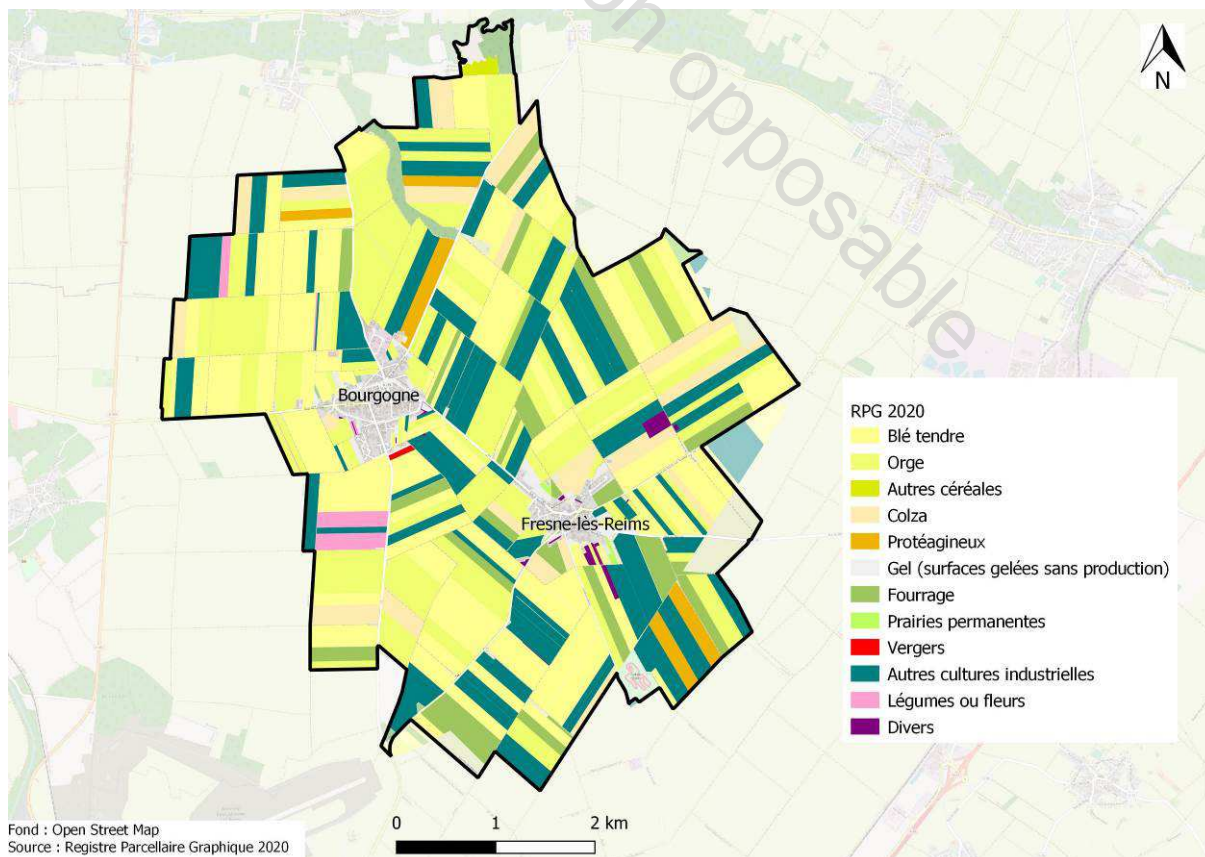 on opposable
N
Bourgogne
Fresne-lès-Reims
RPG 2020
Blé tendre
Orge
Autres céréales
Colza
Protéagineux
Gel (surfaces gelées sans production)
Fourrage
Prairies permanentes
Vergers
Autres cultures industrielles
Légumes ou fleurs
Divers
0 1 2 km
Fond : Open Street Map
Source : Registre Parcellaire Graphique 2020